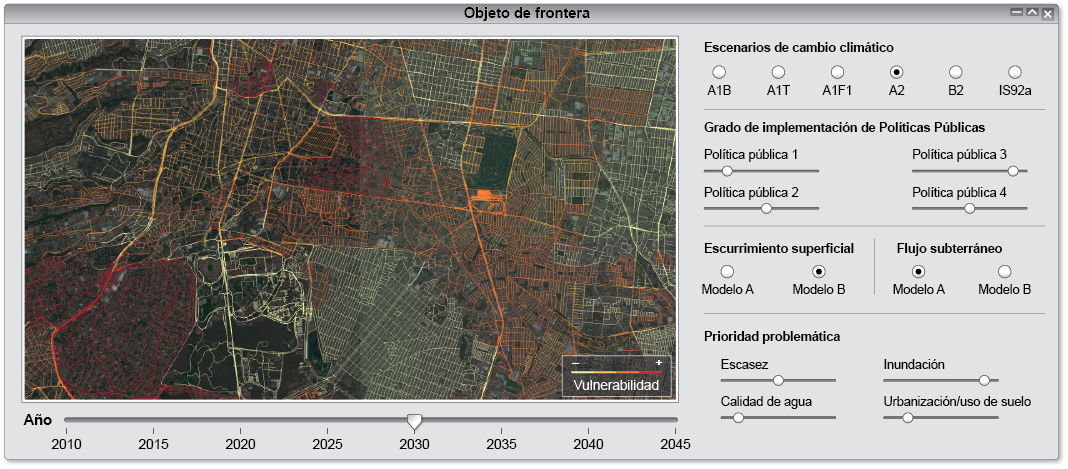 Objeto de frontera
Escenarios de cambio climático
A1B A1T A1F1 A2 B2 IS92a
Grado de implementación de Políticas Públicas
Política pública 1 Política pública 3
Política pública 2 Política pública 4
Escurrimiento superficial Flujo subterráneo
Modelo A Modelo B Modelo A Modelo B
Prioridad problemática
Escasez Inundación
Calidad de agua Urbanización/uso de suelo
− +
Vulnerabilidad
Año
2010 2015 2020 2025 2030 2035 2040 2045